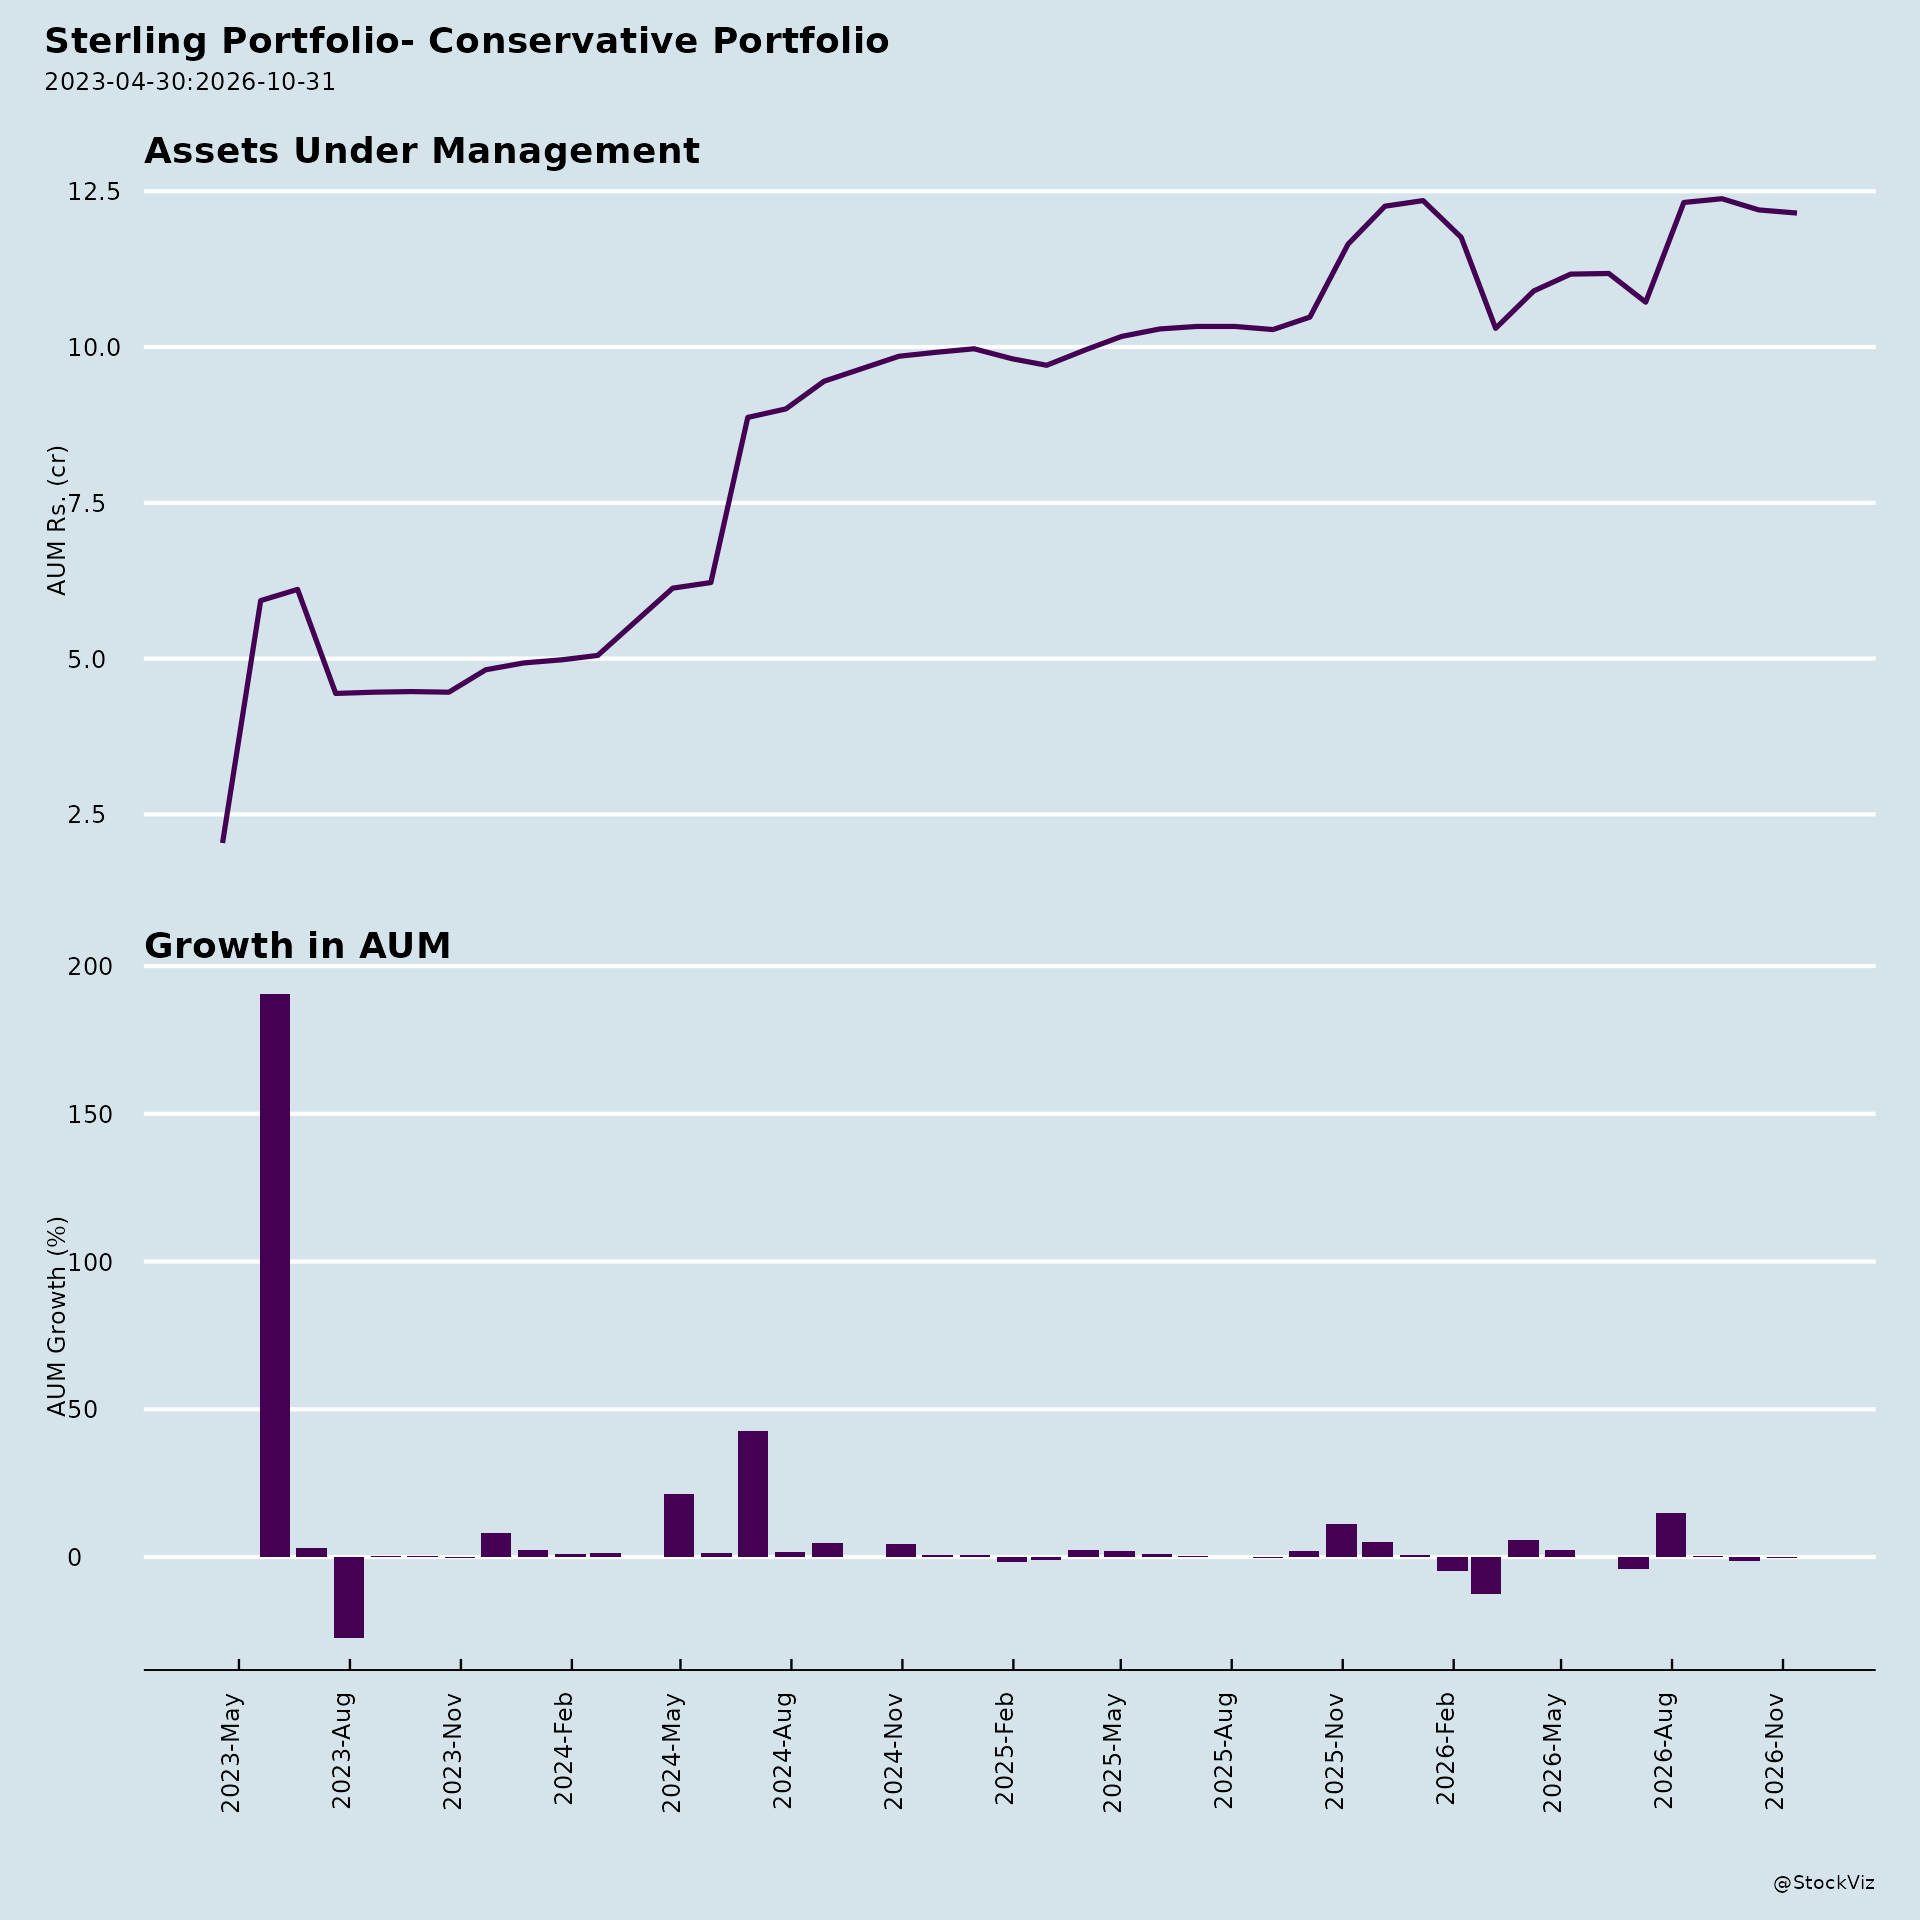 Sterling Portfolio- Conservative Portfolio
2023-04-30:2026-10-31
Assets Under Management
12.5
10.0
7.5
5.0
2.5
AUM Rs. (cr)
Growth in AUM
200
150
100
50
0
AUM Growth (%)
2023-May
2023-Aug
2023-Nov
2024-Feb
2024-May
2024-Aug
2024-Nov
2025-Feb
2025-May
2025-Aug
2025-Nov
2026-Feb
2026-May
2026-Aug
2026-Nov
@StockViz